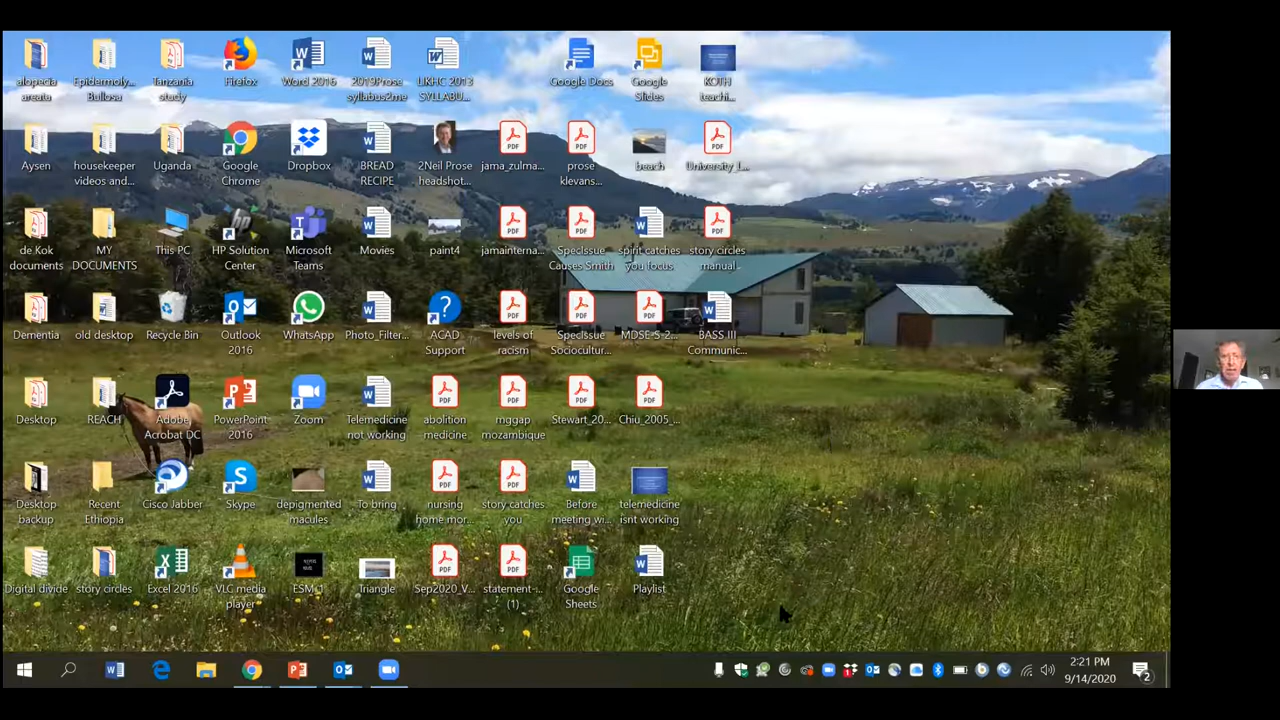 alopecia areata
Epidermoly... Bullosa
Tanzania study
Firefox
Word 2016
2019Prose syllabus2me
LIKHC 2013 SYLLABU...
Google Docs
Google Slides
KOTH teachi...
Aysen
housekeeper videos and...
Uganda
Google Chrome
Dropbox
BREAD RECIPE
2Neil Prose headshot...
jama_zulma...
prose klevans...
beach
University_I...
de Kok documents
MY DOCUMENTS
This PC
HP Solution Center
Microsoft Teams
Movies
paint4
jamainterna...
SpecIssue Causes Smith
spirit catches you focus
story circles manual...
Dementia
old desktop
Recycle Bin
Outlook 2016
WhatsApp
Photo_Filter...
ACAD Support
levels of racism
SpecIssue Sociocultur...
MDSE-S-2...
BASS III Communic...
Desktop
REACH
Adobe Acrobat DC
PowerPoint 2016
Zoom
Telemedicine not working
abolition medicine
mggap mozambique
Stewart_20...
Chiu_2005_...
Desktop backup
Recent Ethiopia
Cisco Jabber
Skype
depigmented macules
To bring
nursing home mor...
story catches you
Before meeting wi...
telemedicine isnt working
Digital divide
story circles
Excel 2016
VLC media player
ESMC1
Triangle
Sep2020_V...
statement-... (1)
Google Sheets
Playlist
2:21 PM
9/14/2020
2